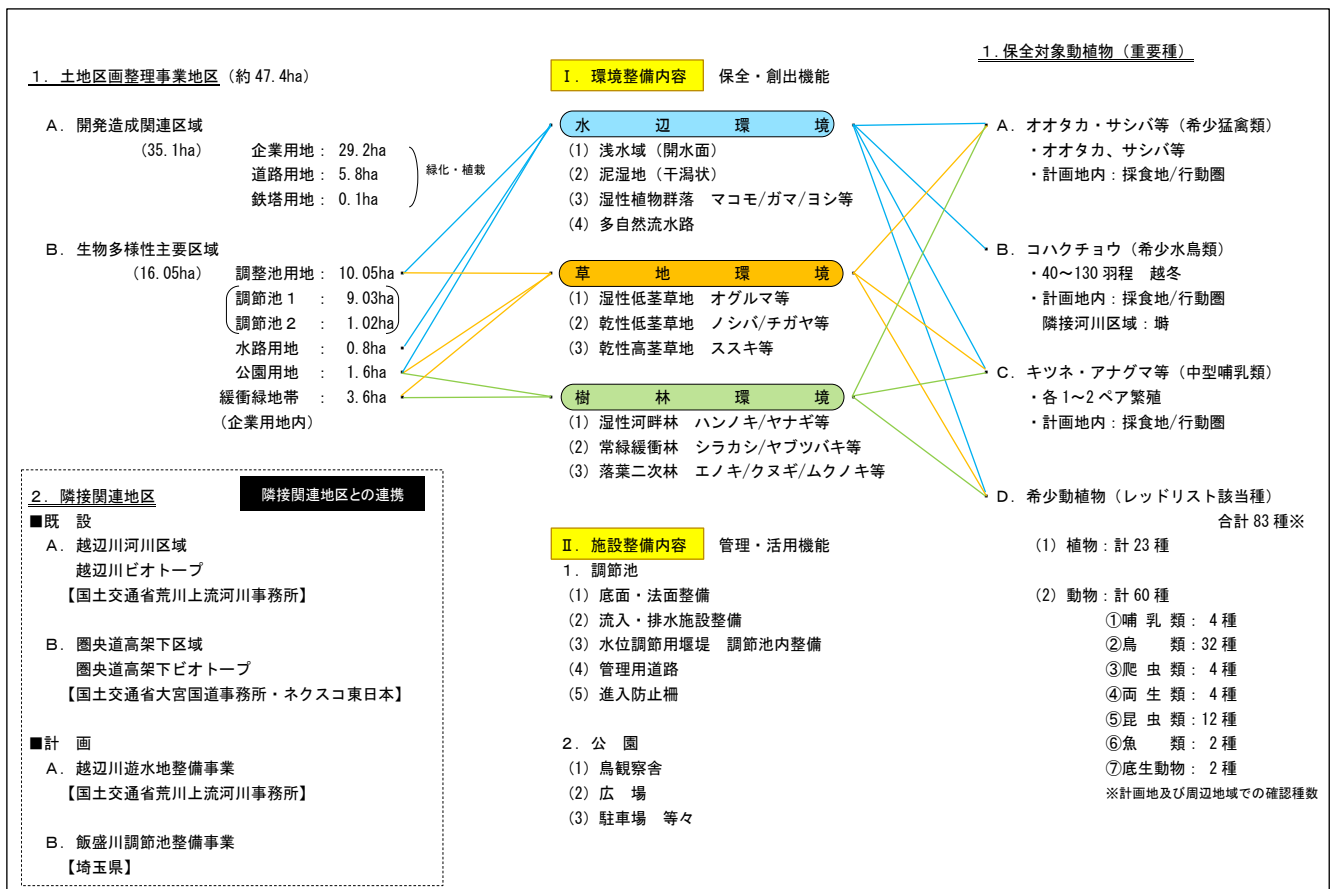 １．土地区画整理事業地区（約 47.4ha）
Ａ．開発造成関連区域
(35.1ha)
企業用地： 29.2ha
道路用地： 5.8ha
鉄塔用地： 0.1ha
緑化・植栽
Ｂ．生物多様性主要区域
(16.05ha)
調整池用地： 10.05ha
調節池１ ： 9.03ha
調節池２ ： 1.02ha
水路用地 ： 0.8ha
公園用地 ： 1.6ha
緩衝緑地帯 ： 3.6ha
（企業用地内）
２．隣接関連地区
隣接関連地区との連携
■既 設
Ａ．越辺川河川区域
越辺川ビオトープ
【国土交通省荒川上流河川事務所】
Ｂ．圏央道高架下区域
圏央道高架下ビオトープ
【国土交通省大宮国道事務所・ネクスコ東日本】
■計 画
Ａ．越辺川遊水地整備事業
【国土交通省荒川上流河川事務所】
Ｂ．飯盛川調節池整備事業
【埼玉県】
Ⅰ．環境整備内容 保全・創出機能
水 辺 環 境
(1) 浅水域（開水面）
(2) 泥湿地（干潟状）
(3) 湿性植物群落 マコモ/ガマ/ヨシ等
(4) 多自然流水路
草 地 環 境
(1) 湿性低茎草地 オグルマ等
(2) 乾性低茎草地 ノシバ/チガヤ等
(3) 乾性高茎草地 ススキ等
樹 林 環 境
(1) 湿性河畔林 ハンノキ/ヤナギ等
(2) 常緑緩衝林 シラカシ/ヤブツバキ等
(3) 落葉二次林 エノキ/クヌギ/ムクノキ等
Ⅱ．施設整備内容 管理・活用機能
１．調節池
(1) 底面・法面整備
(2) 流入・排水施設整備
(3) 水位調節用堰堤 調節池内整備
(4) 管理用道路
(5) 進入防止柵
２．公 園
(1) 鳥観察舎
(2) 広 場
(3) 駐車場 等々
１.保全対象動植物（重要種）
Ａ．オオタカ・サシバ等（希少猛禽類）
・オオタカ、サシバ等
・計画地内：採食地/行動圏
Ｂ．コハクチョウ（希少水鳥類）
・40～130 羽程 越冬
・計画地内：採食地/行動圏
隣接河川区域：塒
Ｃ．キツネ・アナグマ等（中型哺乳類）
・各 1～2 ペア繁殖
・計画地内：採食地/行動圏
Ｄ．希少動植物（レッドリスト該当種）
合計 83 種※
(1) 植物：計 23 種
(2) 動物：計 60 種
①哺 乳 類： 4 種
②鳥 類：32 種
③爬 虫 類： 4 種
④両 生 類： 4 種
⑤昆 虫 類：12 種
⑥魚 類： 2 種
⑦底生動物： 2 種
※計画地及び周辺地域での確認種数